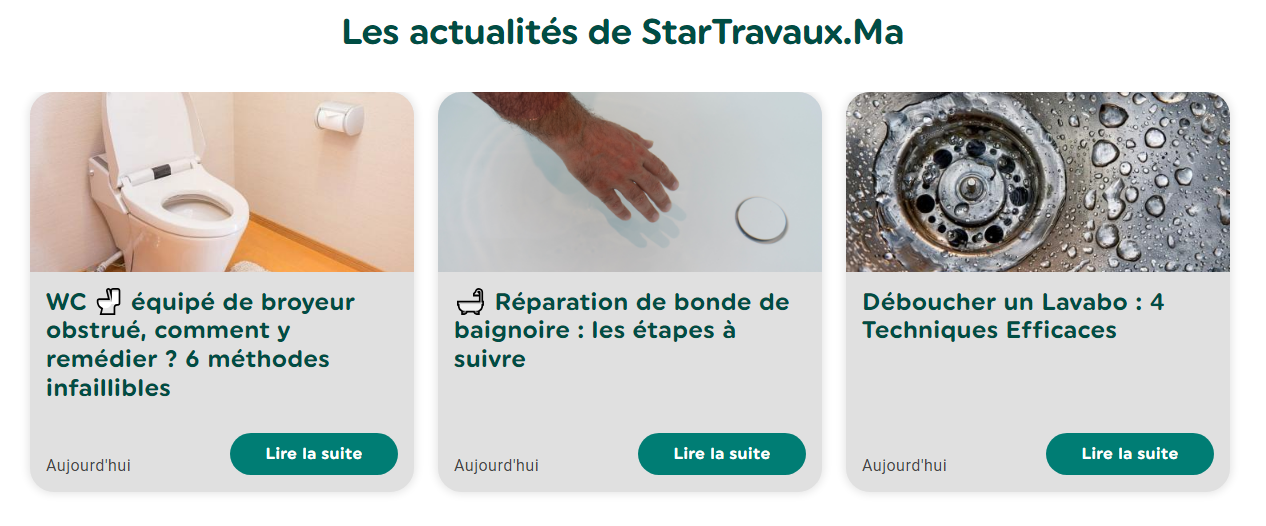 Les actualités de StarTravaux.Ma
WC 🚽 équipé de broyeur
obstrué, comment y
remédier ? 6 méthodes
infaillibles
Aujourd'hui
Lire la suite
🛁 Réparation de bonde de
baignoire : les étapes à
suivre
Aujourd'hui
Lire la suite
Déboucher un Lavabo : 4
Techniques Efficaces
Aujourd'hui
Lire la suite